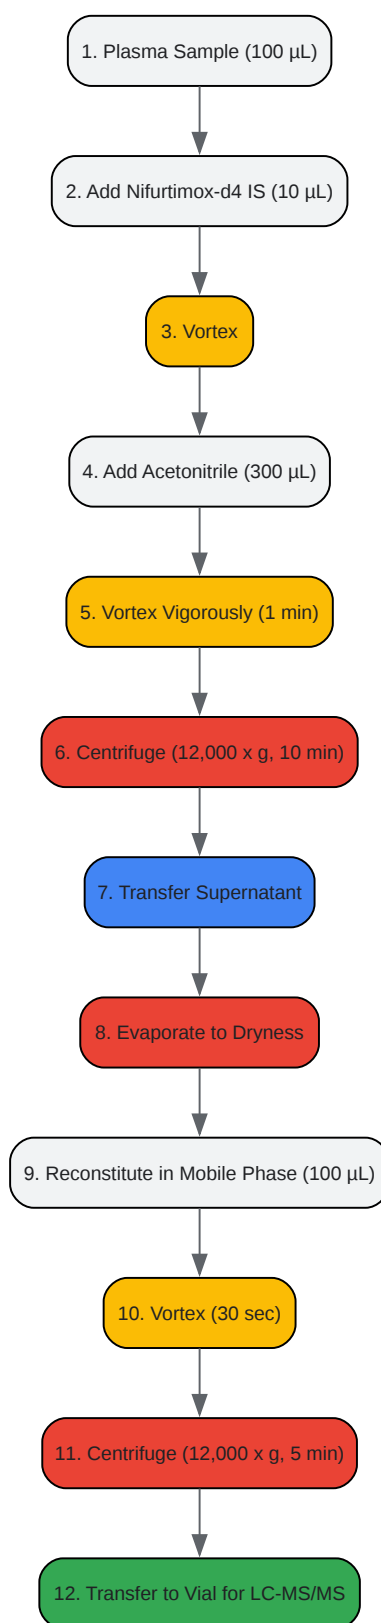 1. Plasma Sample (100 µL)
2. Add Nifurtimox-d4 IS (10 µL)
3. Vortex
4. Add Acetonitrile (300 µL)
5. Vortex Vigorously (1 min)
6. Centrifuge (12,000 x g, 10 min)
7. Transfer Supernatant
8. Evaporate to Dryness
9. Reconstitute in Mobile Phase (100 µL)
10. Vortex (30 sec)
11. Centrifuge (12,000 x g, 5 min)
12. Transfer to Vial for LC-MS/MS